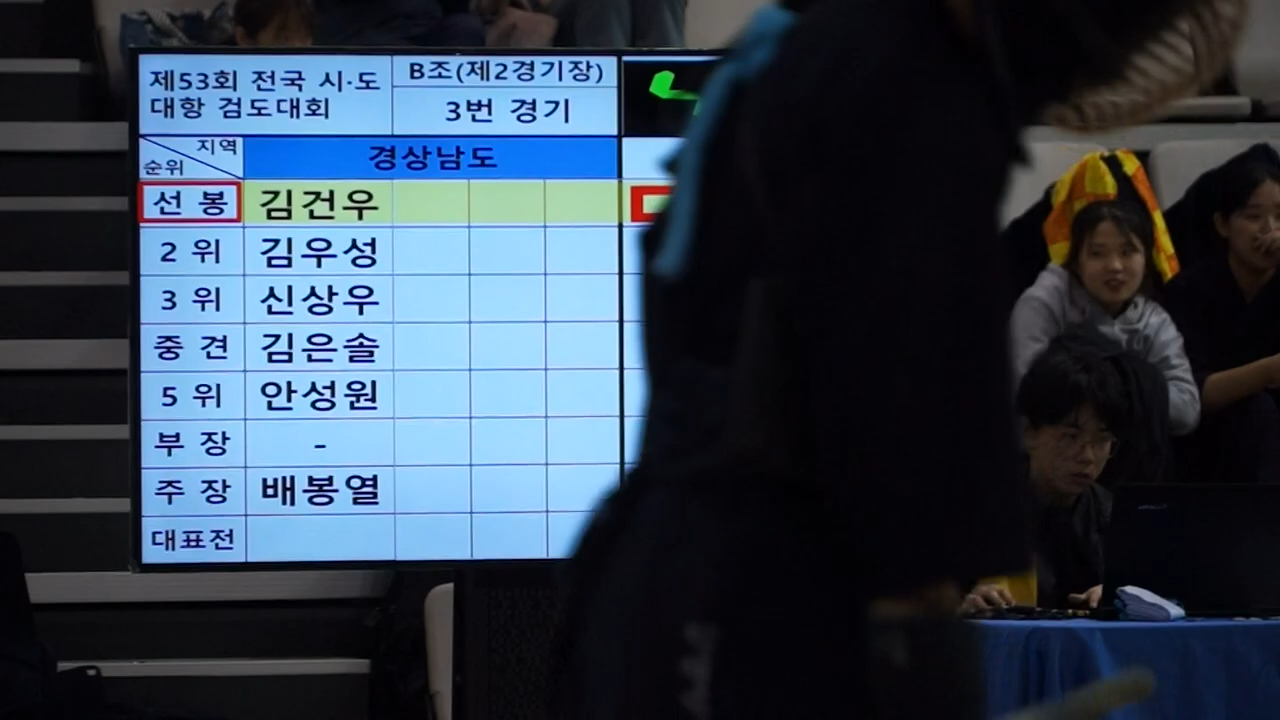 제53회 전국 시·도
대항 검도대회
B조(제2경기장)
3번 경기
지역
순위
경상남도
선 봉 김건우
2 위 김우성
3 위 신상우
중 견 김은솔
5 위 안성원
부 장 -
주 장 배봉열
대표전